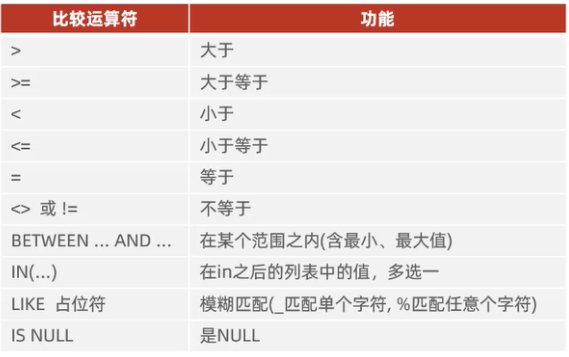 比较运算符 功能
> 大于
>= 大于等于
< 小于
<= 小于等于
= 等于
<> 或 != 不等于
BETWEEN ... AND ... 在某个范围之内(含最小、最大值)
IN(...) 在in之后的列表中的值，多选一
LIKE 占位符 模糊匹配(_匹配单个字符, %匹配任意个字符)
IS NULL 是NULL